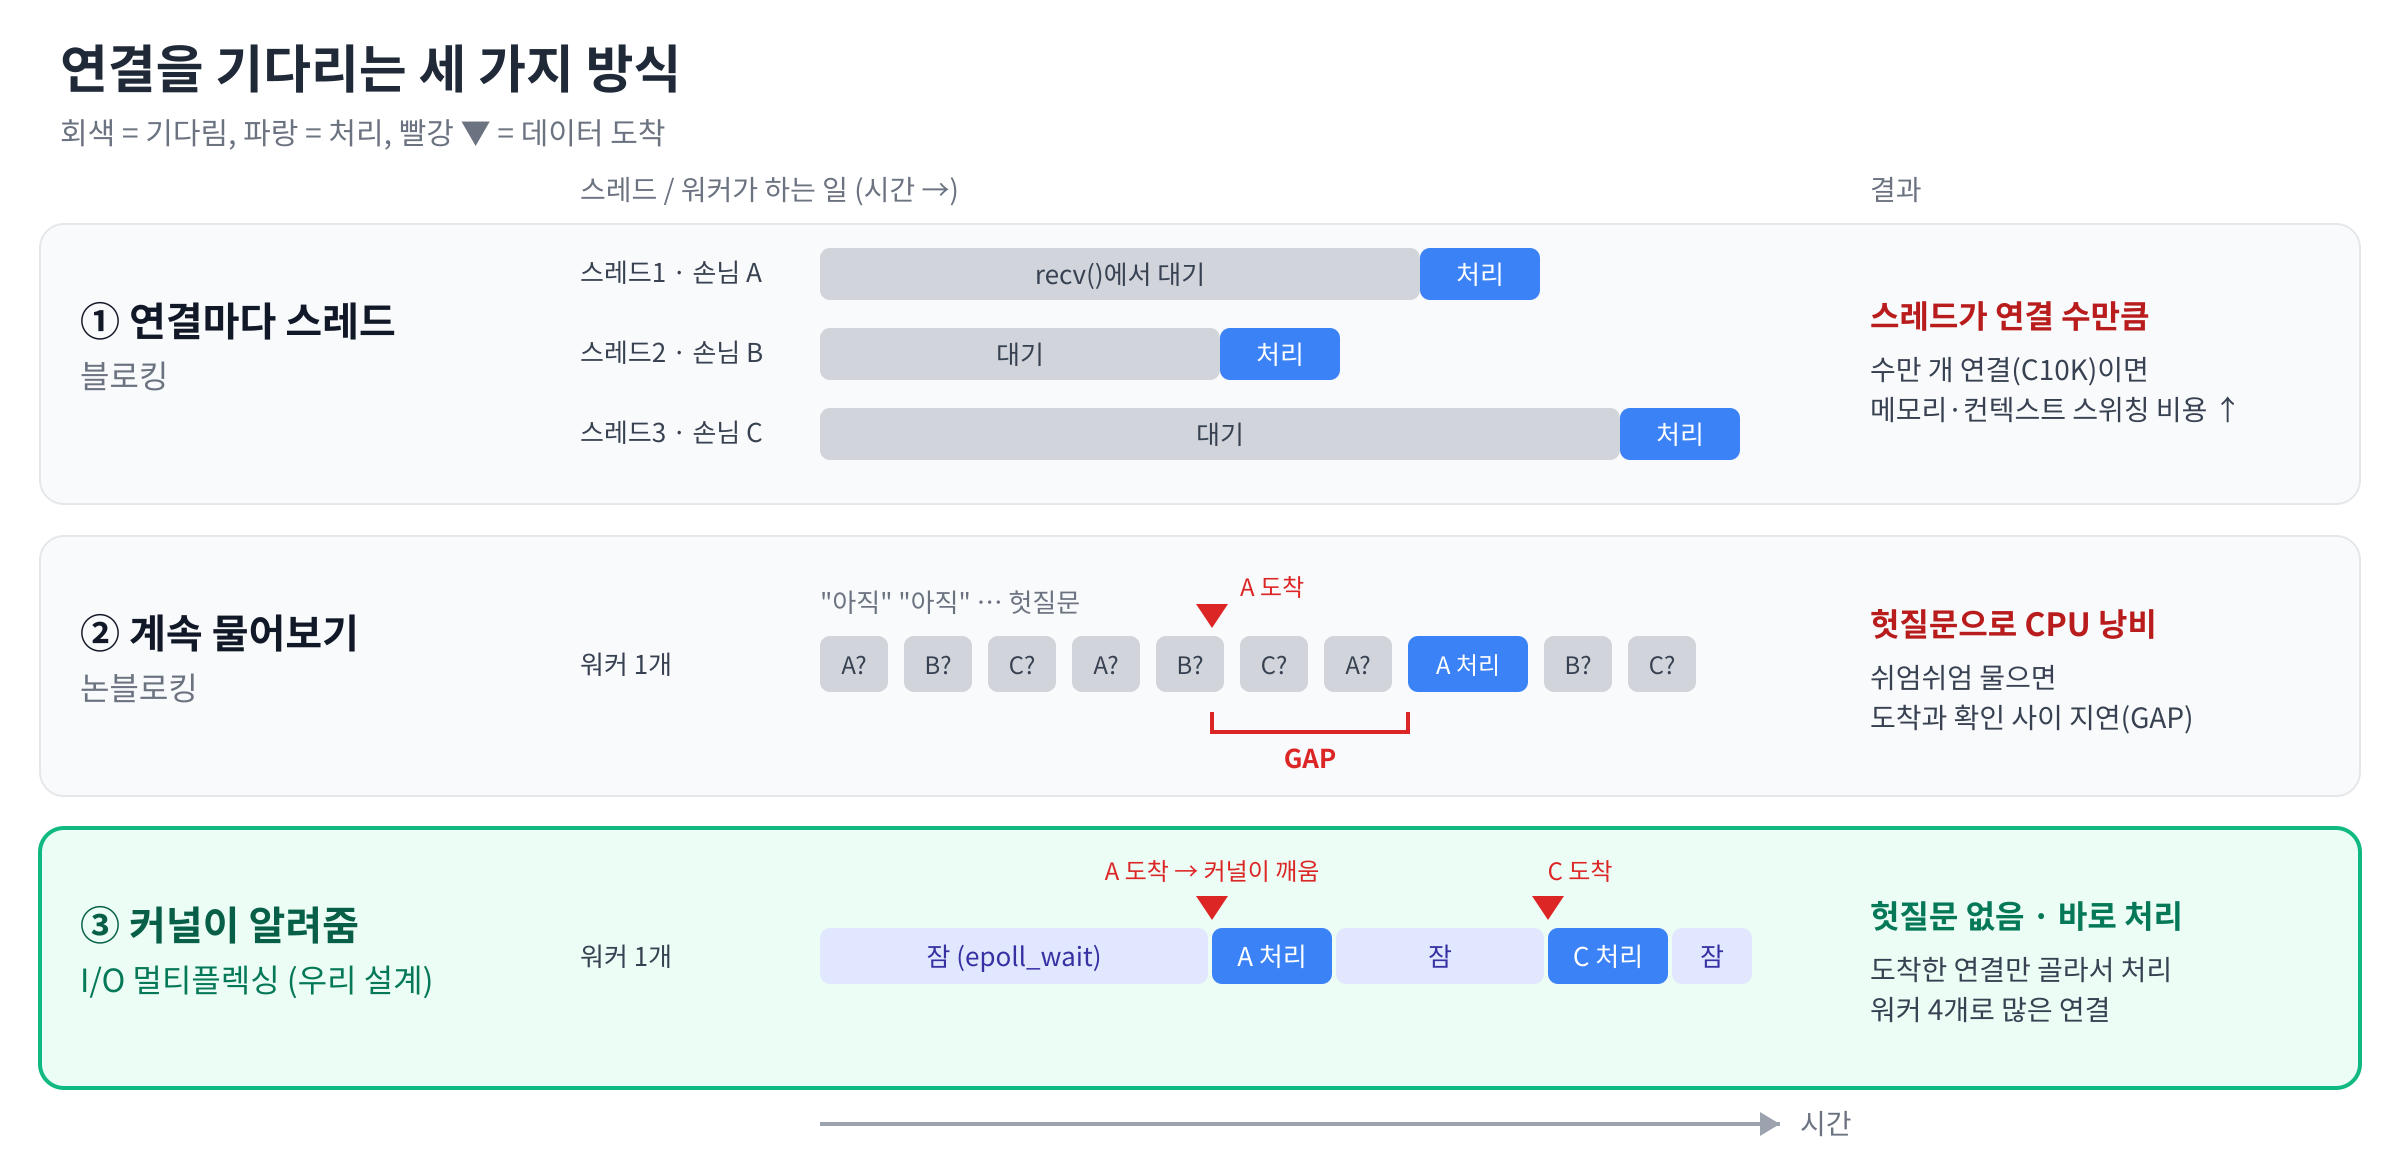 연결을 기다리는 세 가지 방식
회색 = 기다림, 파랑 = 처리, 빨강 ▼ = 데이터 도착
스레드 / 워커가 하는 일 (시간 →)
결과
① 연결마다 스레드
블로킹
스레드1 · 손님 A
recv()에서 대기
처리
스레드2 · 손님 B
대기
처리
스레드3 · 손님 C
대기
처리
스레드가 연결 수만큼
수만 개 연결(C10K)이면
메모리·컨텍스트 스위칭 비용 ↑
② 계속 물어보기
논블로킹
워커 1개
"아직" "아직" ⋯ 헛질문
A 도착
A?
B?
C?
A?
B?
C?
A?
A 처리
B?
C?
GAP
헛질문으로 CPU 낭비
쉬엄쉬엄 물으면
도착과 확인 사이 지연(GAP)
③ 커널이 알려줌
I/O 멀티플렉싱 (우리 설계)
워커 1개
A 도착 → 커널이 깨움
C 도착
잠 (epoll_wait)
A 처리
잠
C 처리
잠
헛질문 없음 · 바로 처리
도착한 연결만 골라서 처리
워커 4개로 많은 연결
시간